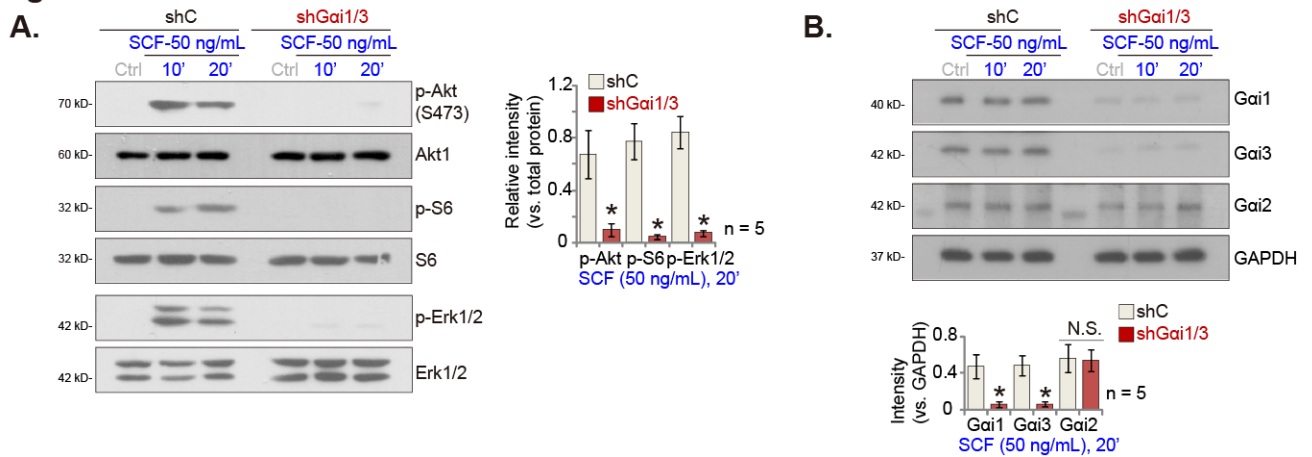 A.
shC
shGαi1/3
SCF-50 ng/mL
SCF-50 ng/mL
Ctrl 10’ 20’ Ctrl 10’ 20’
70 kD-
p-Akt
(S473)
60 kD-
Akt1
32 kD-
p-S6
32 kD-
S6
42 kD-
p-Erk1/2
42 kD-
Erk1/2
shC
shGαi1/3
Relative intensity
(vs. total protein)
1.2
0.8
0.4
0
* * *
n = 5
p-Akt p-S6 p-Erk1/2
SCF (50 ng/mL), 20’
B.
shC
shGαi1/3
SCF-50 ng/mL
SCF-50 ng/mL
Ctrl 10’ 20’ Ctrl 10’ 20’
40 kD-
Gαi1
42 kD-
Gαi3
42 kD-
Gαi2
37 kD-
GAPDH
shC
shGαi1/3
N.S.
Intensity
(vs. GAPDH)
0.8
0.4
0
* *
n = 5
Gαi1 Gαi3 Gαi2
SCF (50 ng/mL), 20’